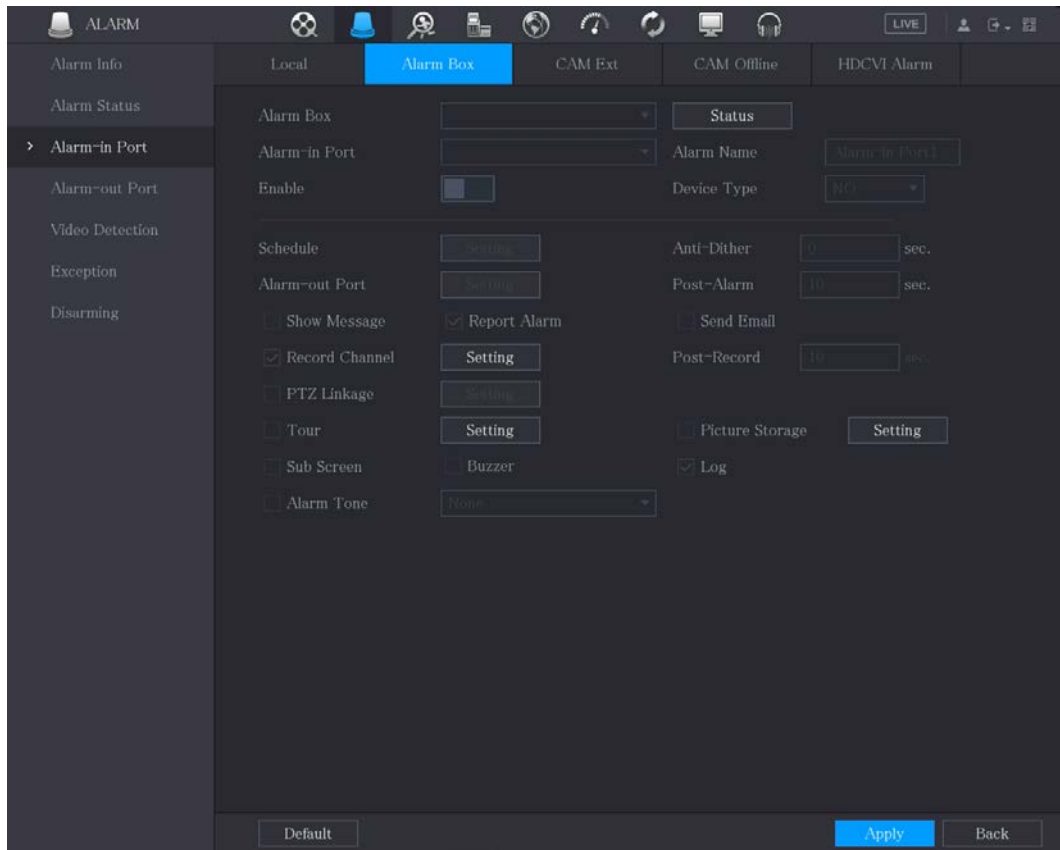 ALARM LIVE
Alarm Info
Alarm Status
Alarm-in Port
Alarm-out Port
Video Detection
Exception
Disarming
Local Alarm Box CAM Ext CAM Offline HDCVI Alarm
Alarm Box Status
Alarm-in Port Alarm Name Alarm-in Port1
Enable Device Type NO
Schedule Setting Anti-Dither 0 sec.
Alarm-out Port Setting Post-Alarm 10 sec.
Show Message Report Alarm Send Email
Record Channel Setting Post-Record 10 sec.
PTZ Linkage Setting
Tour Setting Picture Storage Setting
Sub Screen Buzzer Log
Alarm Tone None
Default Apply Back